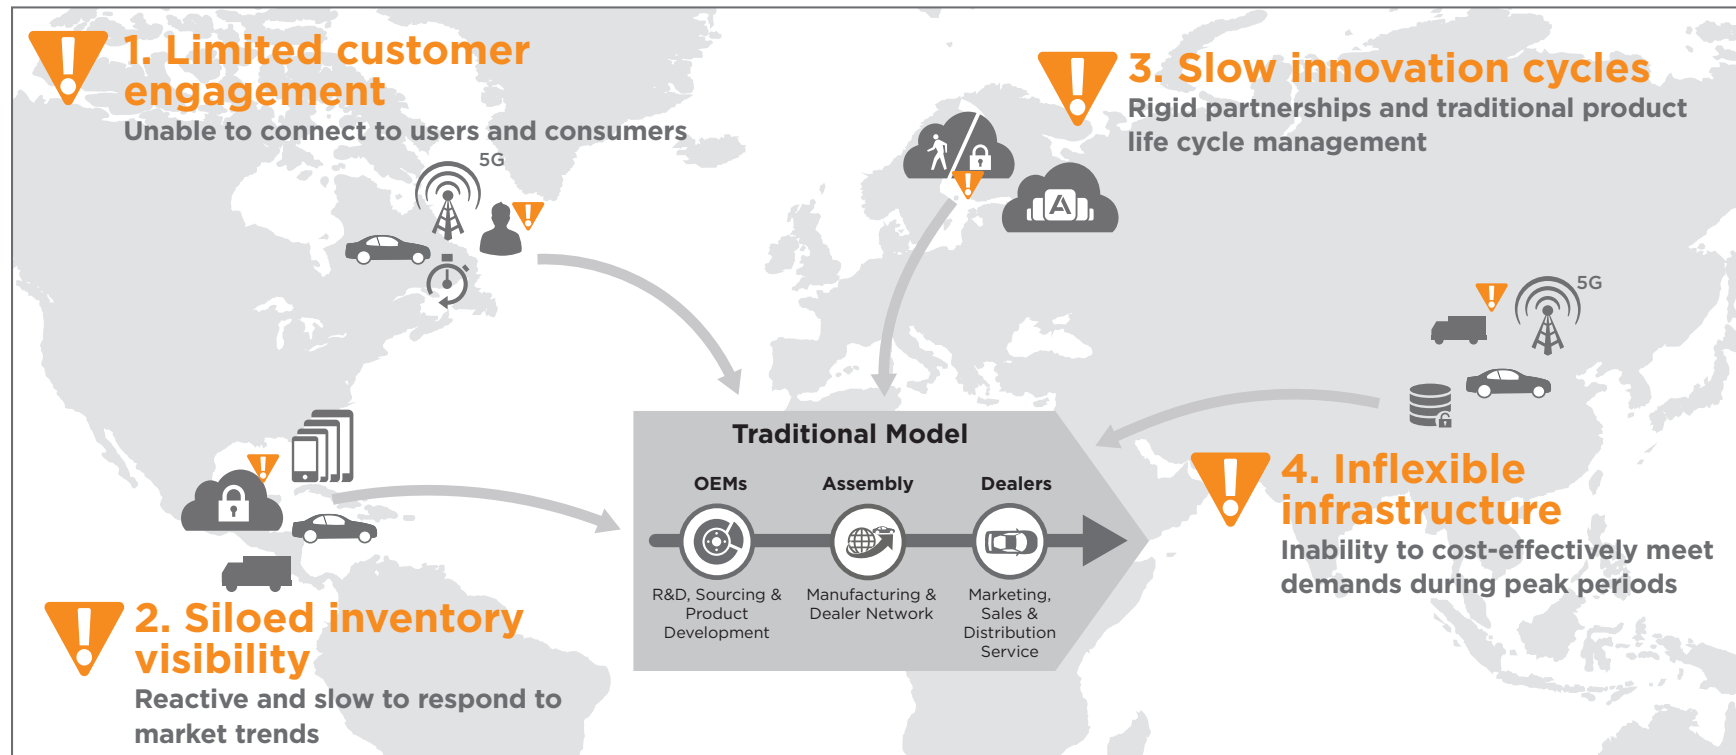 1. Limited customer
engagement
Unable to connect to users and consumers
5G
2. Siloed inventory
visibility
Reactive and slow to respond to
market trends
3. Slow innovation cycles
Rigid partnerships and traditional product
life cycle management
A
5G
4. Inflexible
infrastructure
Inability to cost-effectively meet
demands during peak periods
Traditional Model
OEMs
Assembly
Dealers
R&D, Sourcing &
Product
Development
Manufacturing &
Dealer Network
Marketing,
Sales &
Distribution
Service